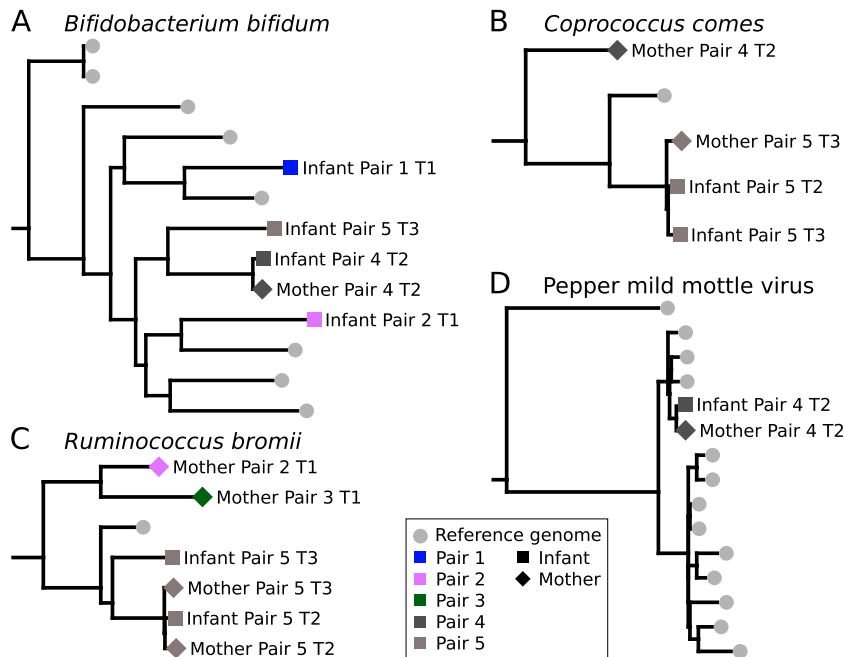 A
Bifidobacterium bifidum
Infant Pair 1 T1
Infant Pair 5 T3
Infant Pair 4 T2
Mother Pair 4 T2
Infant Pair 2 T1
B
Coprococcus comes
Mother Pair 4 T2
Mother Pair 5 T3
Infant Pair 5 T2
Infant Pair 5 T3
C
Ruminococcus bromii
Mother Pair 2 T1
Mother Pair 3 T1
Infant Pair 5 T3
Mother Pair 5 T3
Infant Pair 5 T2
Mother Pair 5 T2
D
Pepper mild mottle virus
Infant Pair 4 T2
Mother Pair 4 T2
Reference genome
Pair 1
Pair 2
Pair 3
Pair 4
Pair 5
Infant
Mother